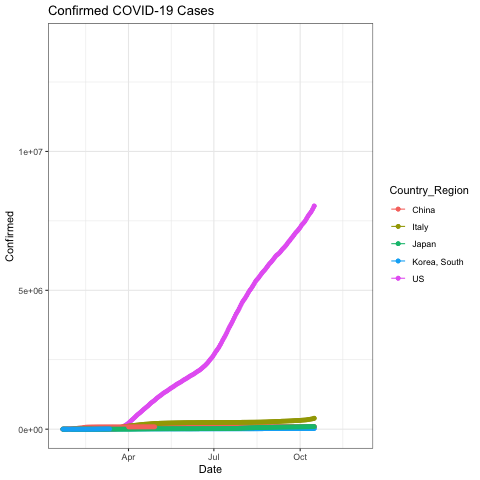 Confirmed COVID-19 Cases
1e+07
5e+06
0e+00
Confirmed
Apr
Jul
Oct
Date
Country_Region
China
Italy
Japan
Korea, South
US